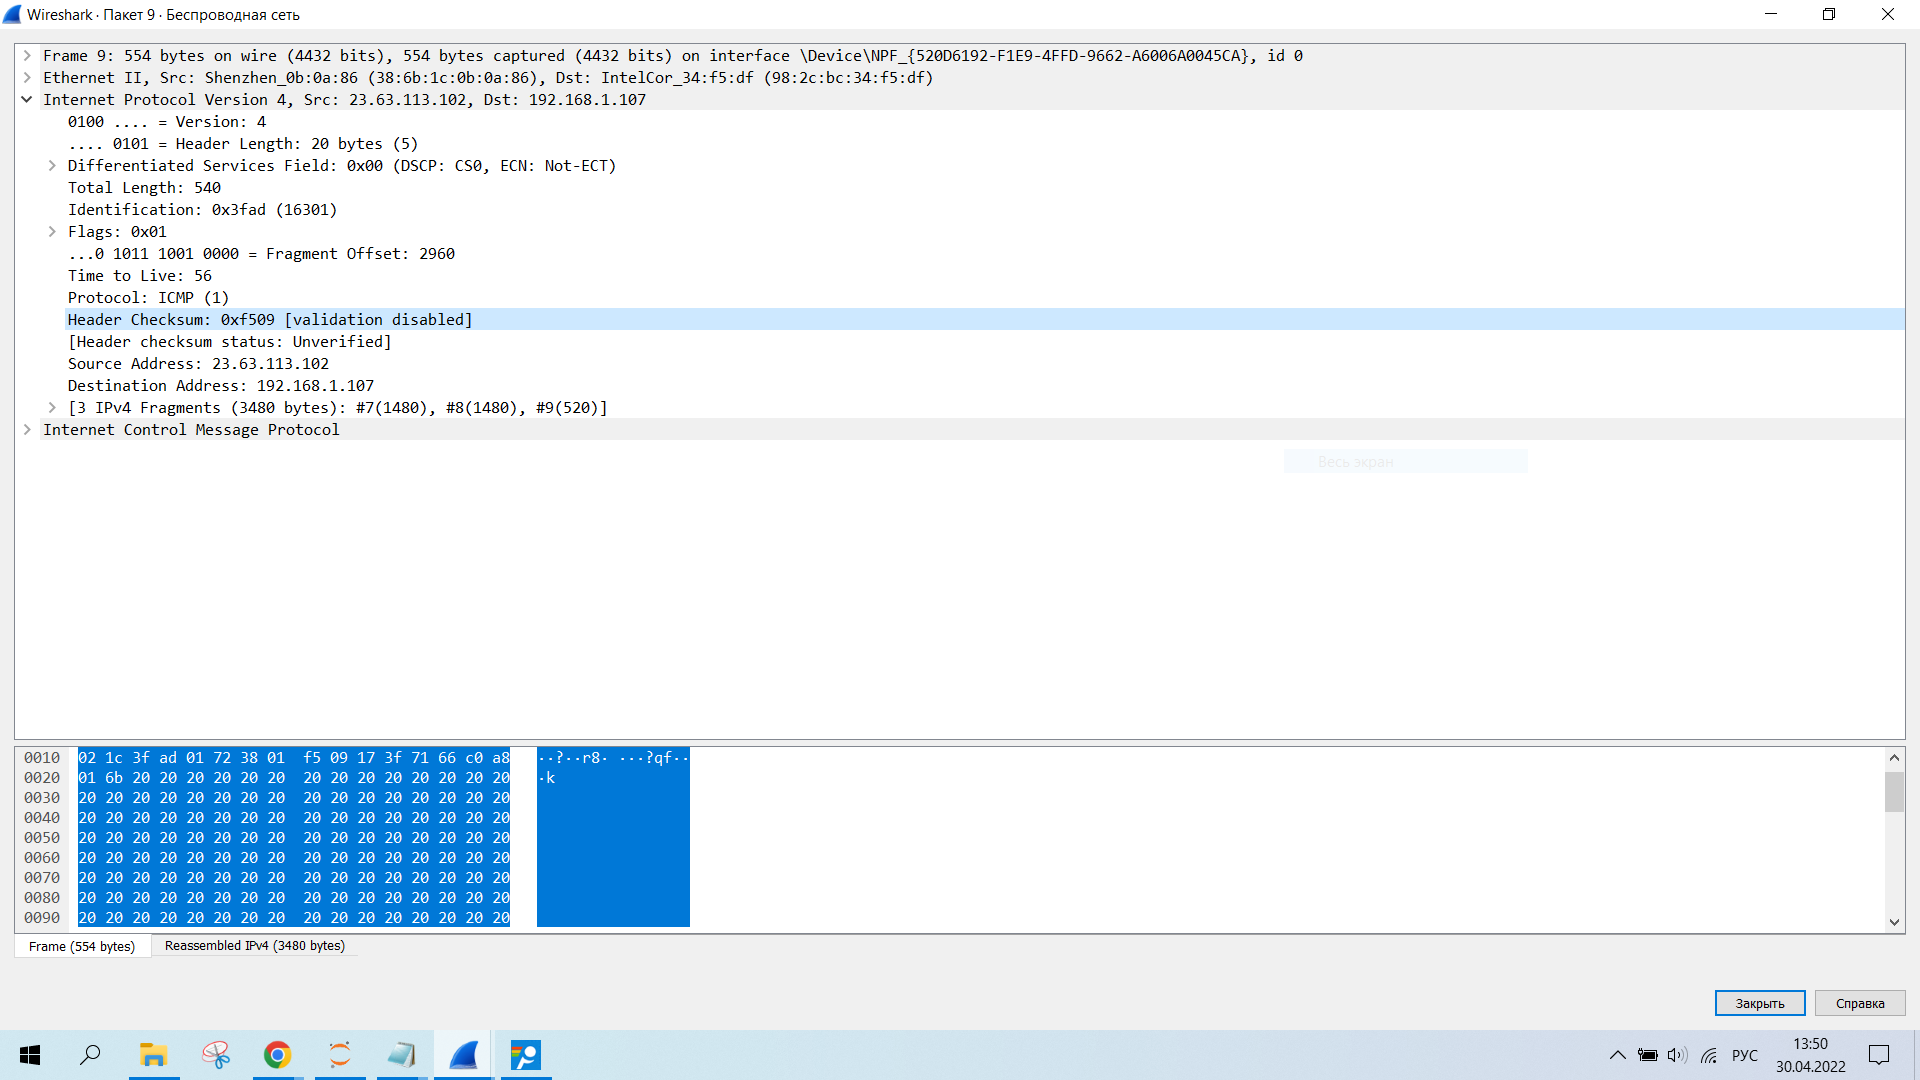 Wireshark · Пакет 9 · Беспроводная сеть
Frame 9: 554 bytes on wire (4432 bits), 554 bytes captured (4432 bits) on interface \Device\NPF_{520D6192-F1E9-4FFD-9662-A6006A0045CA}, id 0
Ethernet II, Src: Shenzhen_0b:0a:86 (38:6b:1c:0b:0a:86), Dst: IntelCor_34:f5:df (98:2c:bc:34:f5:df)
Internet Protocol Version 4, Src: 23.63.113.102, Dst: 192.168.1.107
0100 .... = Version: 4
.... 0101 = Header Length: 20 bytes (5)
Differentiated Services Field: 0x00 (DSCP: CS0, ECN: Not-ECT)
Total Length: 540
Identification: 0x3fad (16301)
Flags: 0x01
...0 1011 1001 0000 = Fragment Offset: 2960
Time to Live: 56
Protocol: ICMP (1)
Header Checksum: 0xf509 [validation disabled]
[Header checksum status: Unverified]
Source Address: 23.63.113.102
Destination Address: 192.168.1.107
[3 IPv4 Fragments (3480 bytes): #7(1480), #8(1480), #9(520)]
Internet Control Message Protocol
Весь экран
0010 02 1c 3f ad 01 72 38 01 f5 09 17 3f 71 66 c0 a8 ··?··r8· ···?qf··
0020 01 6b 20 20 20 20 20 20 20 20 20 20 20 20 20 20 ·k
0030 20 20 20 20 20 20 20 20 20 20 20 20 20 20 20 20
0040 20 20 20 20 20 20 20 20 20 20 20 20 20 20 20 20
0050 20 20 20 20 20 20 20 20 20 20 20 20 20 20 20 20
0060 20 20 20 20 20 20 20 20 20 20 20 20 20 20 20 20
0070 20 20 20 20 20 20 20 20 20 20 20 20 20 20 20 20
0080 20 20 20 20 20 20 20 20 20 20 20 20 20 20 20 20
0090 20 20 20 20 20 20 20 20 20 20 20 20 20 20 20 20
Frame (554 bytes) Reassembled IPv4 (3480 bytes)
Закрыть Справка
РУС
13:50
30.04.2022